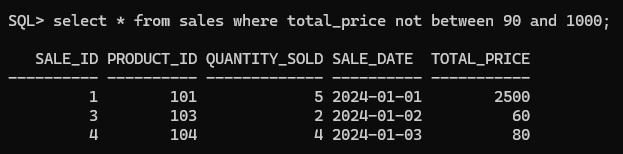 SQL> select * from sales where total_price not between 90 and 1000;
SALE_ID PRODUCT_ID QUANTITY_SOLD SALE_DATE TOTAL_PRICE
---------- ---------- ------------- ---------- -----------
1 101 5 2024-01-01 2500
3 103 2 2024-01-02 60
4 104 4 2024-01-03 80